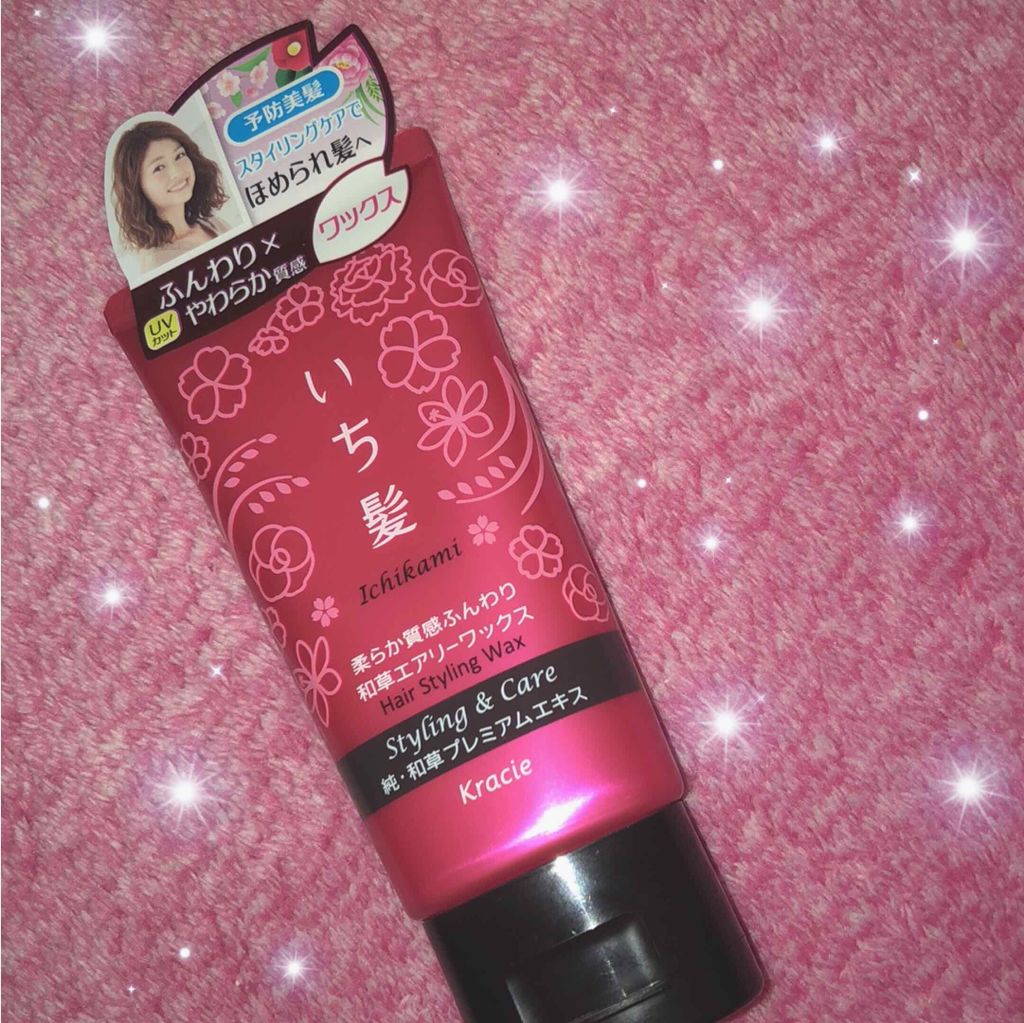 予防美髪
スタイリングケアで
ほめられ髪へ
ワックス
ふんわり×
やわらか質感
UV
カット
いち髪
Ichikami
柔らか質感ふんわり
和草エアリーワックス
Hair Styling Wax
Styling & Care
純・和草プレミアムエキス
Kracie